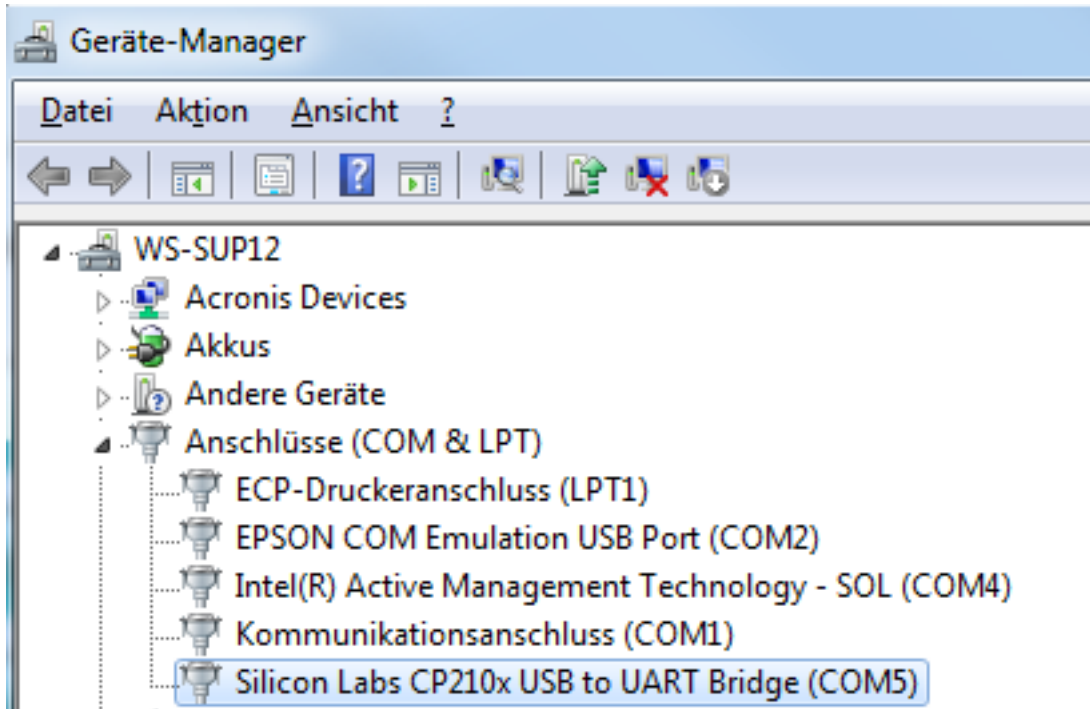 Geräte-Manager
Datei Aktion Ansicht ?
WS-SUP12
Acronis Devices
Akkus
Andere Geräte
Anschlüsse (COM & LPT)
ECP-Druckeranschluss (LPT1)
EPSON COM Emulation USB Port (COM2)
Intel(R) Active Management Technology - SOL (COM4)
Kommunikationsanschluss (COM1)
Silicon Labs CP210x USB to UART Bridge (COM5)